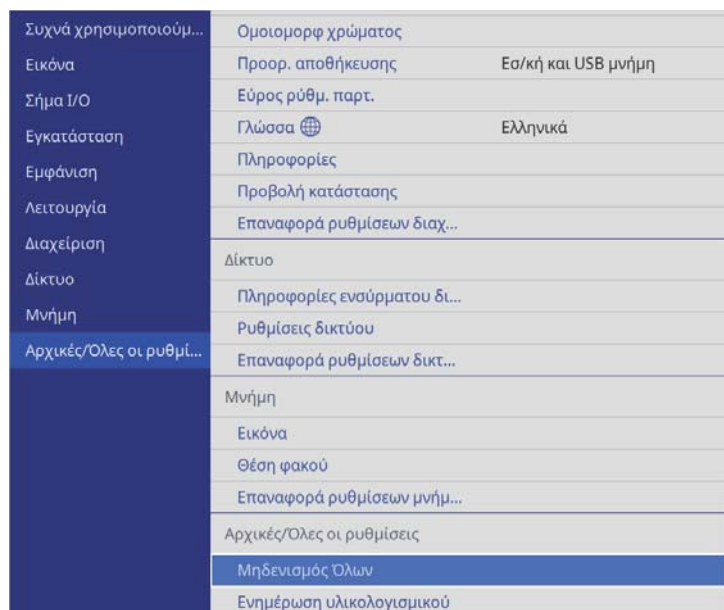 Συχνά χρησιμοποιούμ...
Εικόνα
Σήμα I/O
Εγκατάσταση
Εμφάνιση
Λειτουργία
Διαχείριση
Δίκτυο
Μνήμη
Αρχικές/Όλες οι ρυθμί...
Ομοιομορφ χρώματος
Προορ. αποθήκευσης Εσ/κή και USB μνήμη
Εύρος ρύθμ. παρτ.
Γλώσσα Ελληνικά
Πληροφορίες
Προβολή κατάστασης
Επαναφορά ρυθμίσεων διαχ...
Δίκτυο
Πληροφορίες ενσύρματου δι...
Ρυθμίσεις δικτύου
Επαναφορά ρυθμίσεων δικτ...
Μνήμη
Εικόνα
Θέση φακού
Επαναφορά ρυθμίσεων μνήμ...
Αρχικές/Όλες οι ρυθμίσεις
Μηδενισμός Όλων
Ενημέρωση υλικολογισμικού